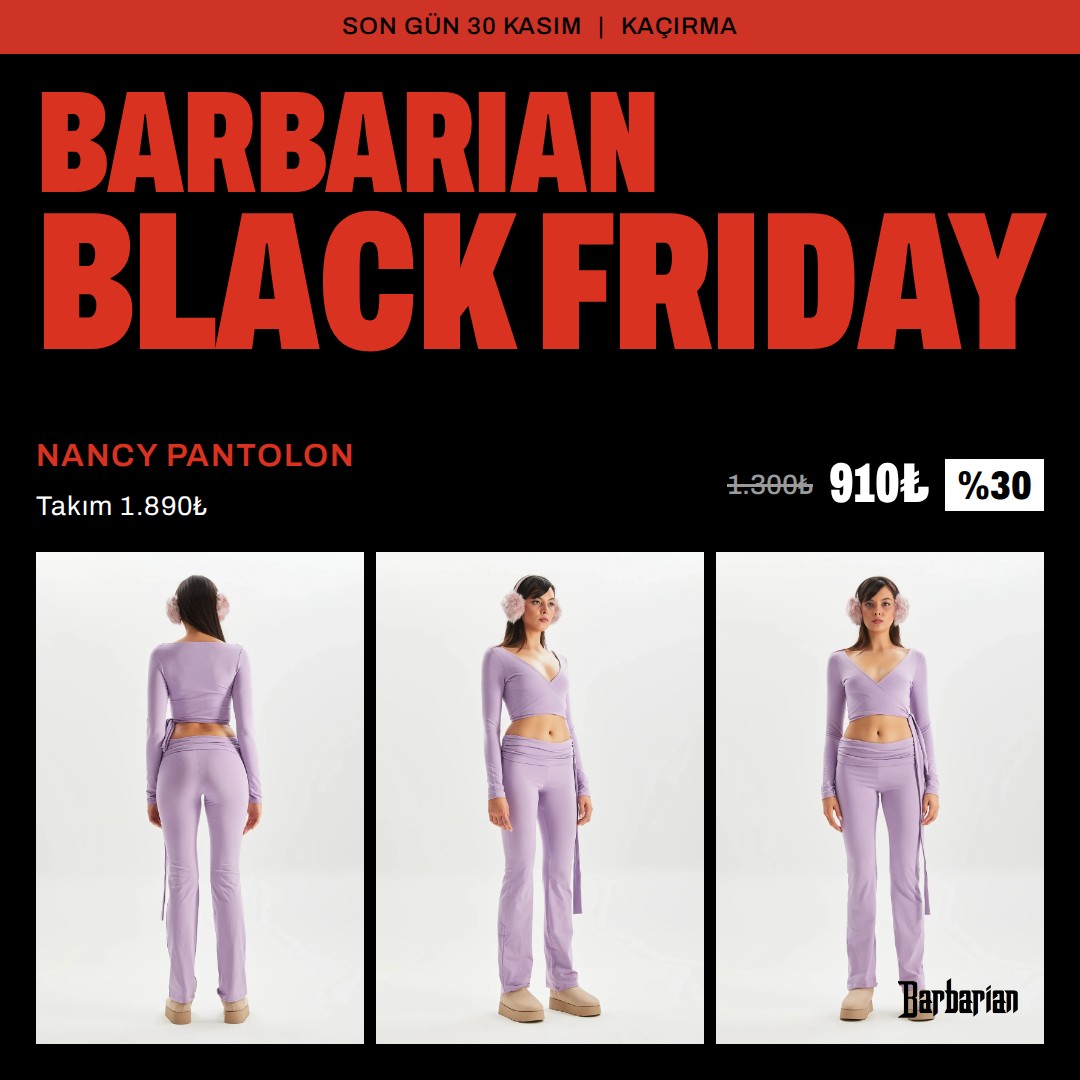 SON GÜN 30 KASIM | KAÇIRMA
BARBARIAN
BLACK FRIDAY
NANCY PANTOLON
Takım 1.890₺
1.300₺ 910₺ %30
Barbarian